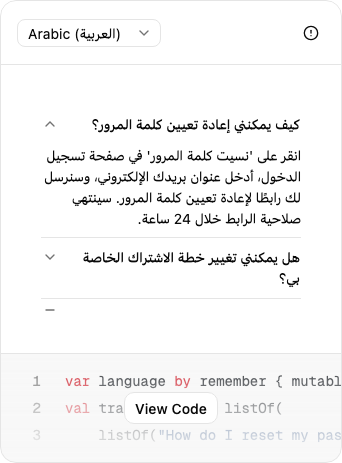 Arabic (العربية)
كيف يمكنني إعادة تعيين كلمة المرور؟
انقر على 'نسيت كلمة المرور' في صفحة تسجيل
الدخول، أدخل عنوان بريدك الإلكتروني، وسنرسل
لك رابطًا لإعادة تعيين كلمة المرور. سينتهي
صلاحية الرابط خلال 24 ساعة.
هل يمكنني تغيير خطة الاشتراك الخاصة
بي؟
1 var language by remember { mutabl
2 val tra View Code listOf(
3 listOf("How do I reset my pas